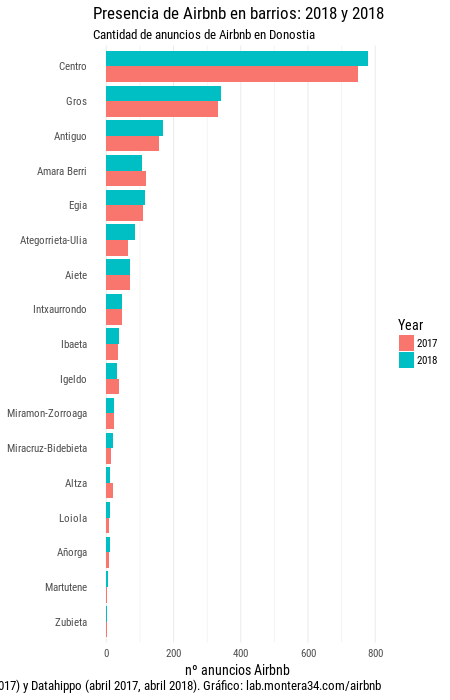 Presencia de Airbnb en barrios: 2018 y 2018
Cantidad de anuncios de Airbnb en Donostia
Centro
Gros
Antiguo
Amara Berri
Egia
Ategorrieta-Ulia
Aiete
Intxaurrondo
Ibaeta
Igeldo
Miramon-Zorroaga
Miracruz-Bidebieta
Altza
Loiola
Añorga
Martutene
Zubieta
Year
2017
2018
0 200 400 600 800
nº anuncios Airbnb
017) y Datahippo (abril 2017, abril 2018). Gráfico: lab.montera34.com/airbnb